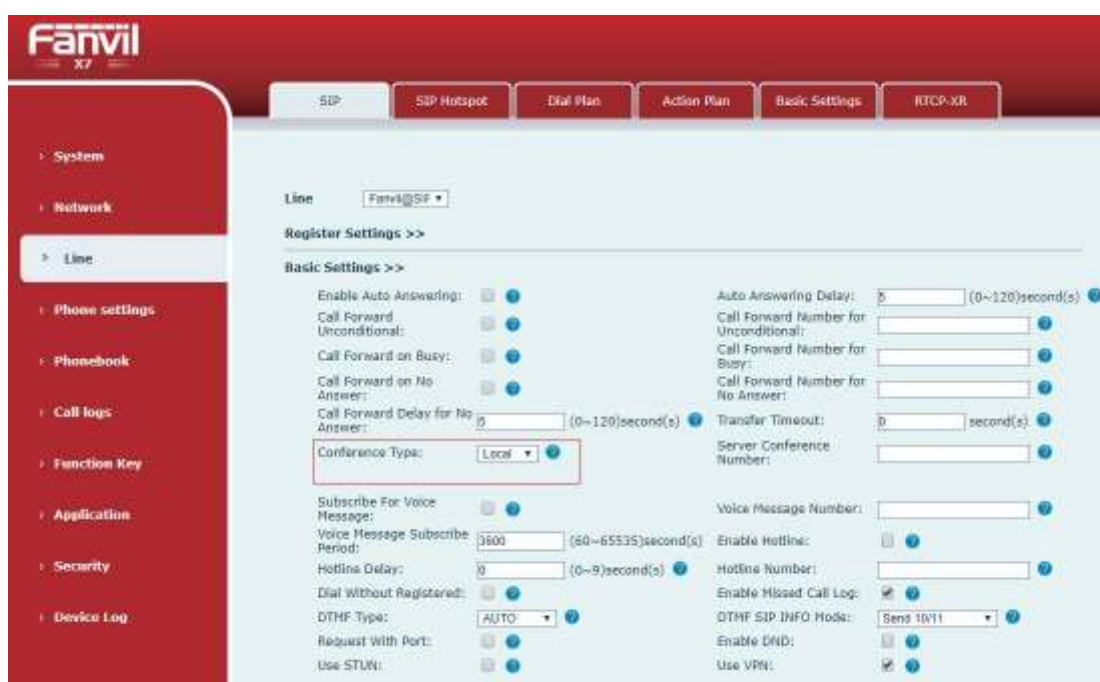 Fanvil
X7
SIP
SIP Hotspot
Dial Plan
Action Plan
Basic Settings
RTCP-XR
› System
› Network
› Line
› Phone settings
› Phonebook
› Call logs
› Function Key
› Application
› Security
› Device Log
Line Fanvil@SIP
Register Settings >>
Basic Settings >>
Enable Auto Answering:
Auto Answering Delay: 5 (0~120)second(s)
Call Forward Unconditional:
Call Forward Number for Unconditional:
Call Forward on Busy:
Call Forward Number for Busy:
Call Forward on No Answer:
Call Forward Number for No Answer:
Call Forward Delay for No Answer: 5 (0~120)second(s)
Transfer Timeout: 0 second(s)
Conference Type: Local
Server Conference Number:
Subscribe For Voice Message:
Voice Message Number:
Voice Message Subscribe Period: 3600 (60~65535)second(s)
Enable Hotline:
Hotline Delay: 0 (0~9)second(s)
Hotline Number:
Dial Without Registered:
Enable Missed Call Log:
DTMF Type: AUTO
DTMF SIP INFO Mode: Send 10/11
Request With Port:
Enable DND:
Use STUN:
Use VPN: